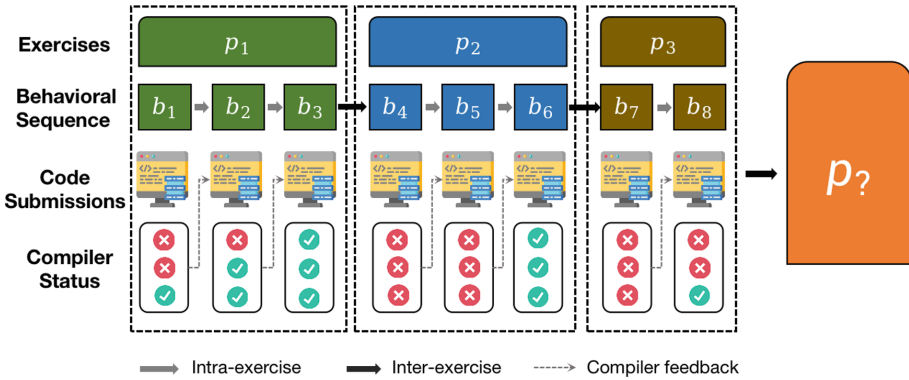 Exercises
p1
p2
p3
Behavioral
Sequence
b1
b2
b3
b4
b5
b6
b7
b8
Code
Submissions
p?
Compiler
Status
Intra-exercise
Inter-exercise
Compiler feedback